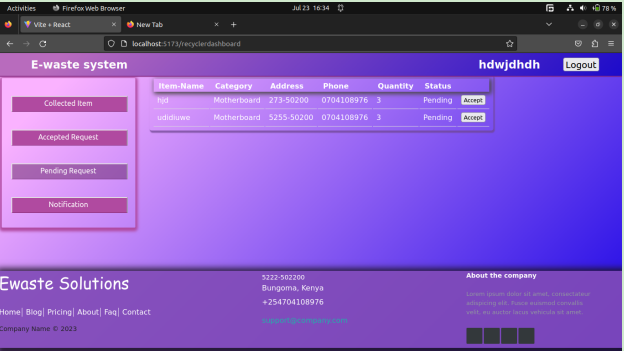 Activities Firefox Web Browser Jul 23 16:34 78 %
Vite + React × New Tab × +
localhost:5173/recyclerdashboard
E-waste system hdwjdhdh Logout
Item-Name Category Address Phone Quantity Status
hjd Motherboard 273-50200 0704108976 3 Pending Accept
udidiuwe Motherboard 5255-50200 0704108976 3 Pending Accept
Collected Item
Accepted Request
Pending Request
Notification
Ewaste Solutions
Home| Blog| Pricing| About| Faq| Contact
Company Name © 2023
5222-502200
Bungoma, Kenya
+254704108976
support@company.com
About the company
Lorem ipsum dolor sit amet, consectateur
adispicing elit. Fusce euismod convallis
velit, eu auctor lacus vehicula sit amet.